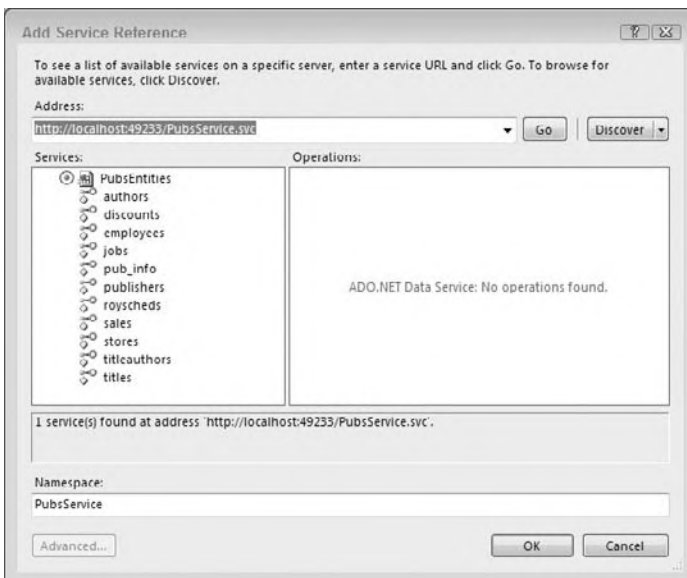 Add Service Reference
To see a list of available services on a specific server, enter a service URL and click Go. To browse for
available services, click Discover.
Address:
http://localhost:49233/PubsService.svc
Go
Discover
Services:
Operations:
PubsEntities
authors
discounts
employees
jobs
pub_info
publishers
royscheds
sales
stores
titleauthors
titles
ADO.NET Data Service: No operations found.
1 service(s) found at address 'http://localhost:49233/PubsService.svc'.
Namespace:
PubsService
Advanced...
OK
Cancel